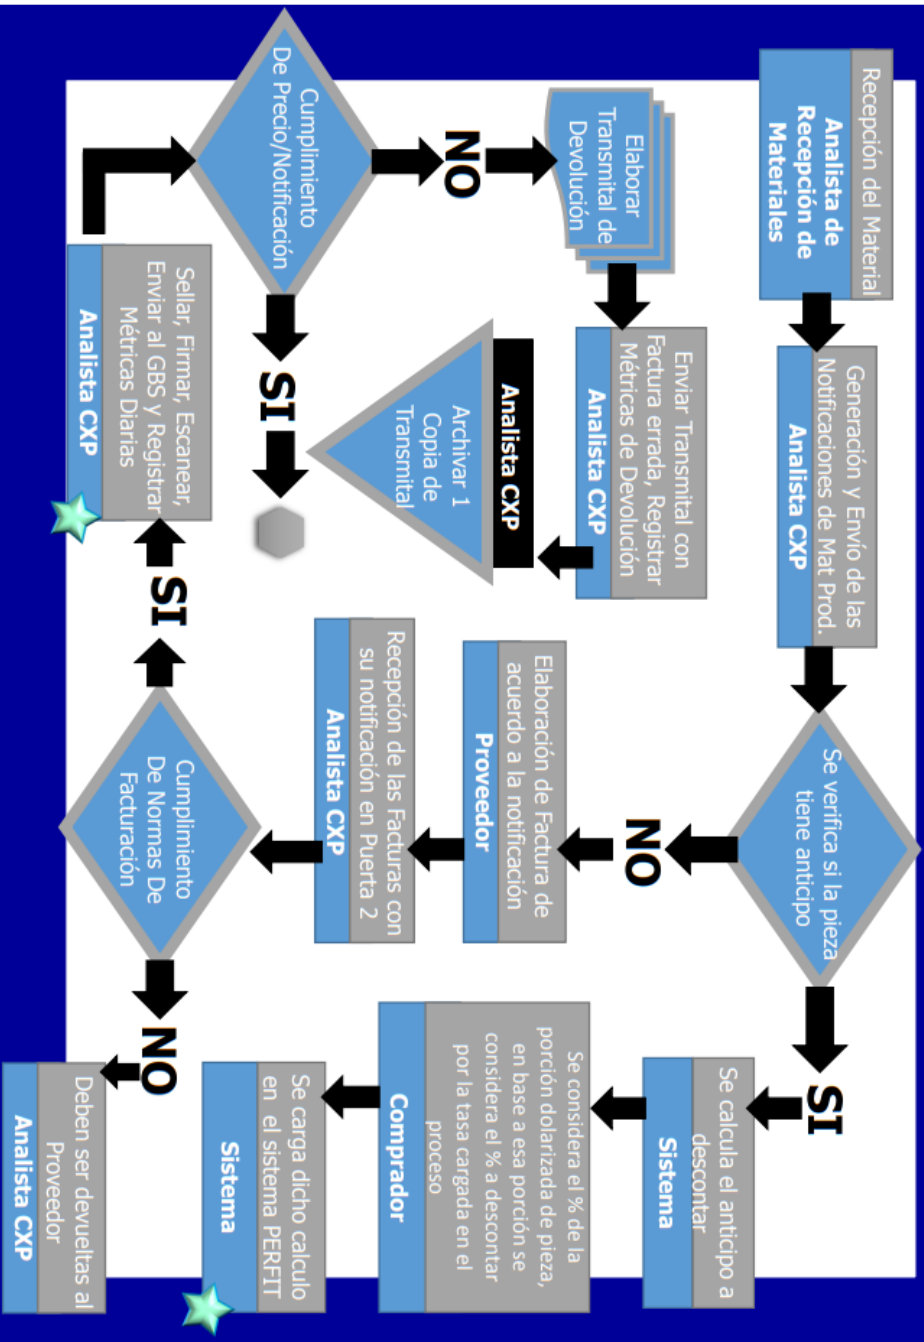 Recepción del Material
Analista de
Recepción de
Materiales
Generación y Envío de las
Notificaciones de Mat Prod.
Analista CXP
Se verifica si la pieza
tiene anticipo
SI
Se calcula el anticipo a
descontar
Sistema
Se considera el % de la
porción dolarizada de pieza,
en base a esa porción se
considera el % a descontar
por la tasa cargada en el
proceso
Comprador
Se carga dicho calculo
en el sistema PERFIT
Sistema
NO
Elaboración de Factura de
acuerdo a la notificación
Proveedor
Recepción de las Facturas con
su notificación en Puerta 2
Analista CXP
Cumplimiento
De Normas De
Facturación
NO
Deben ser devueltas al
Proveedor
Analista CXP
SI
Sellar, Firmar, Escanear,
Enviar al GBS y Registrar
Métricas Diarias
Analista CXP
Cumplimiento
De Precio/Notificación
NO
Elaborar
Transmital de
Devolución
Enviar Transmital con
Factura errada, Registrar
Métricas de Devolución
Analista CXP
Analista CXP
Archivar 1
Copia de
Transmital
SI